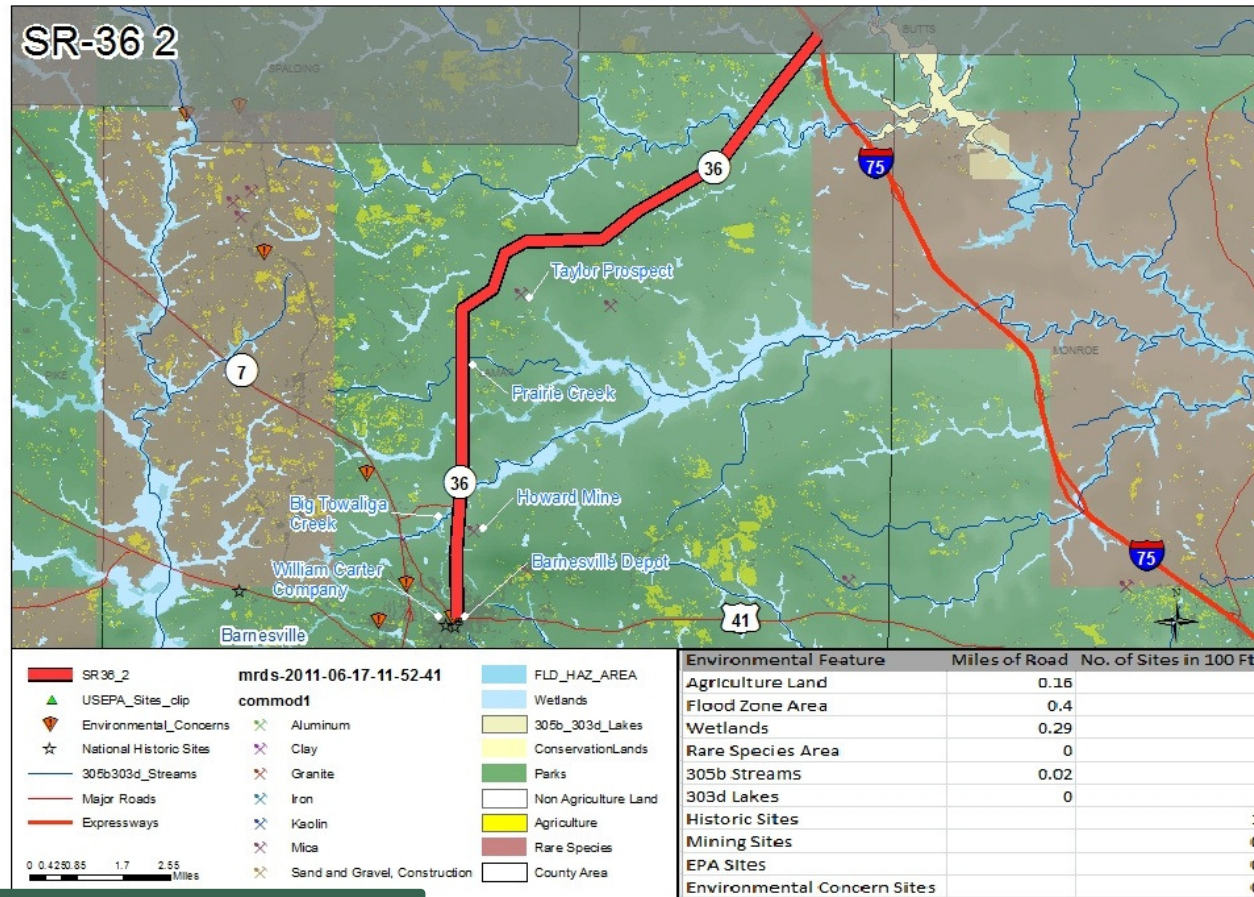 SR-36 2
BUTTS
SPALDING
36
75
Taylor Prospect
MONROE
PIKE
7
LAMAR
Prairie Creek
36
Big Towaliga
Creek
Howard Mine
75
William Carter
Company
Barnesville Depot
N
41
Barnesville
SR36_2
USEPA_Sites_clip
Environmental_Concerns
National Historic Sites
305b303d_Streams
Major Roads
Expressways
0 0.425 0.85 1.7 2.55
Miles
mrds-2011-06-17-11-52-41
commod1
Aluminum
Clay
Granite
Iron
Kaolin
Mica
Sand and Gravel, Construction
FLD_HAZ_AREA
Wetlands
305b_303d_Lakes
ConservationLands
Parks
Non Agriculture Land
Agriculture
Rare Species
County Area
Environmental Feature Miles of Road No. of Sites in 100 Ft
Agriculture Land 0.16
Flood Zone Area 0.4
Wetlands 0.29
Rare Species Area 0
305b Streams 0.02
303d Lakes 0
Historic Sites
Mining Sites
EPA Sites
Environmental Concern Sites